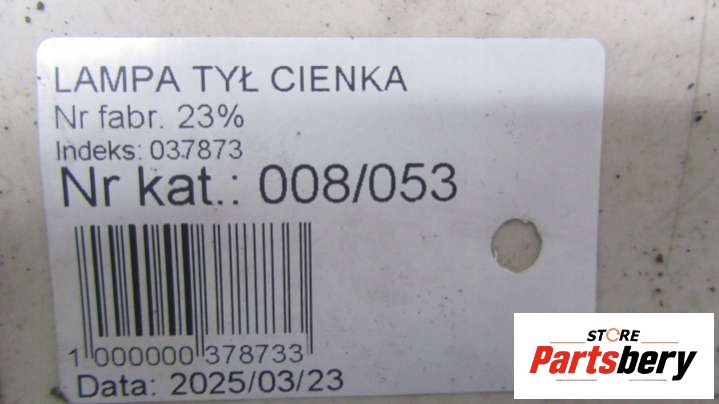 LAMPA TYŁ CIENKA
Nr fabr. 23%
Indeks: 037873
Nr kat.: 008/053
1 000000 378733
Data: 2025/03/23
STORE
Partsbery